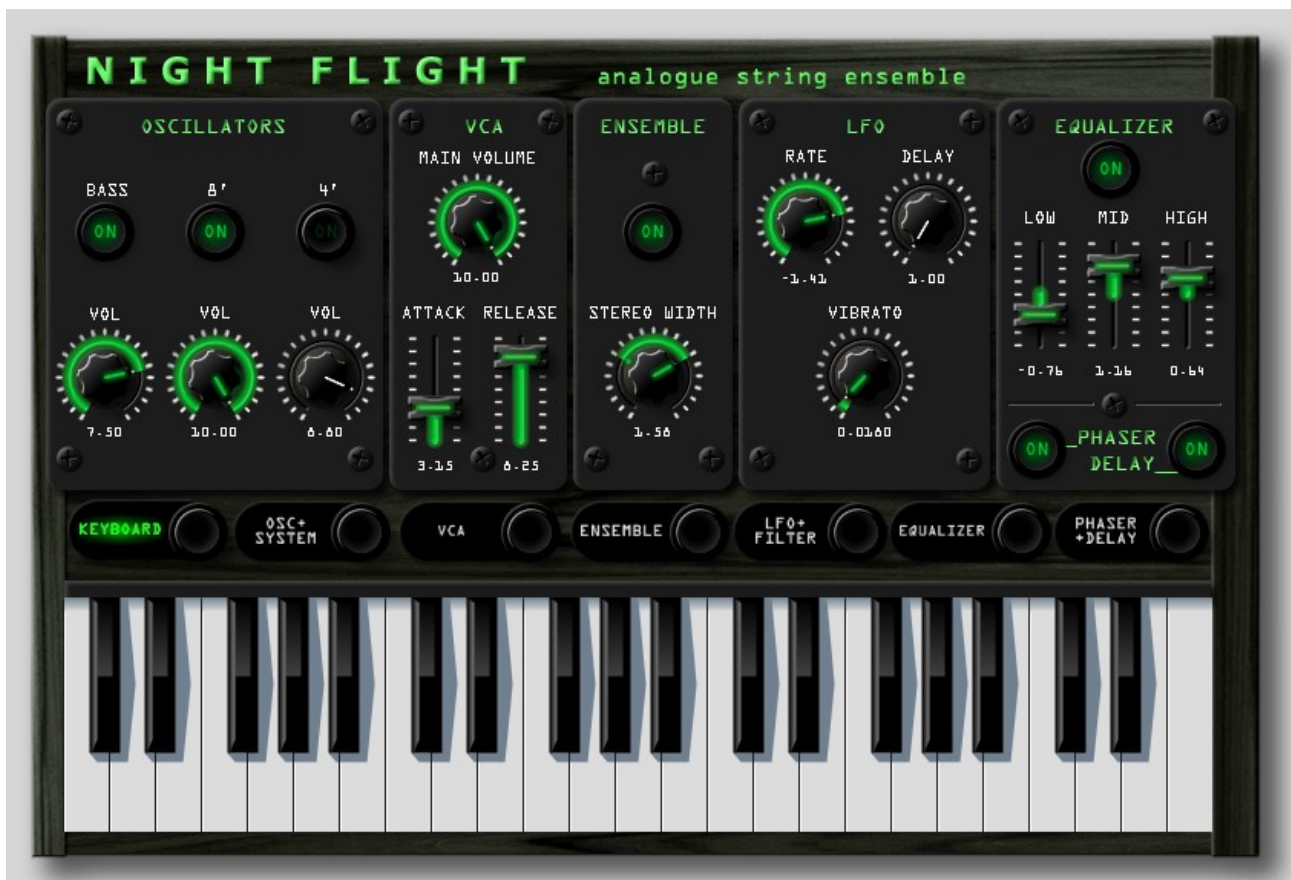 NIGHT FLIGHT analogue string ensemble
OSCILLATORS
BASS 8' 4'
ON ON ON
VOL VOL VOL
7.50 10.00 8.80
VCA
MAIN VOLUME
10.00
ATTACK RELEASE
3.15 8.25
ENSEMBLE
ON
STEREO WIDTH
1.58
LFO
RATE DELAY
-1.41 1.00
VIBRATO
0.0180
EQUALIZER
ON
LOW MID HIGH
-0.76 1.16 0.64
ON _PHASER
DELAY__ ON
KEYBOARD
OSC+
SYSTEM
VCA
ENSEMBLE
LFO+
FILTER
EQUALIZER
PHASER
+DELAY